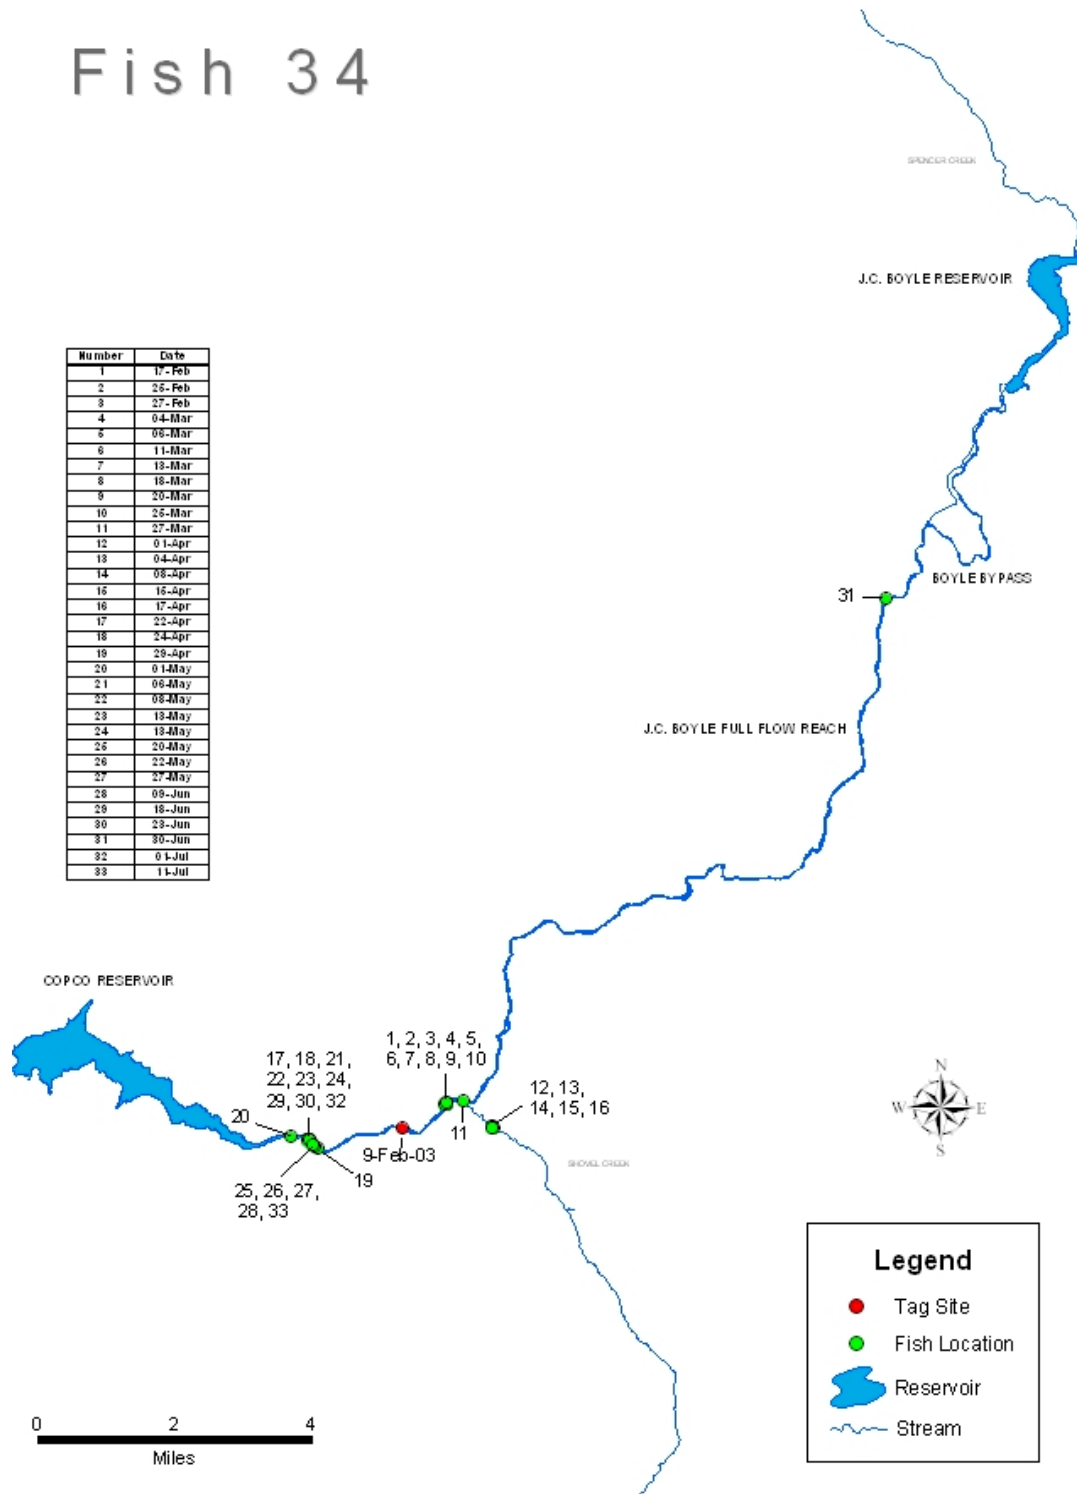 Fish 34
SPENCER CREEK
J.C. BOYLE RESERVOIR
Number Date
1 17-Feb
2 25-Feb
3 27-Feb
4 04-Mar
5 06-Mar
6 11-Mar
7 13-Mar
8 18-Mar
9 20-Mar
10 25-Mar
11 27-Mar
12 01-Apr
13 04-Apr
14 08-Apr
15 15-Apr
16 17-Apr
17 22-Apr
18 24-Apr
19 29-Apr
20 01-May
21 06-May
22 08-May
23 13-May
24 13-May
25 20-May
26 22-May
27 27-May
28 09-Jun
29 18-Jun
30 23-Jun
31 30-Jun
32 01-Jul
33 11-Jul
BOYLE BYPASS
31
J.C. BOYLE FULL FLOW REACH
COPCO RESERVOIR
1, 2, 3, 4, 5,
6, 7, 8, 9, 10
17, 18, 21,
22, 23, 24,
29, 30, 32
12, 13,
14, 15, 16
20
11
9-Feb-03
19
25, 26, 27,
28, 33
SHOVEL CREEK
N
W E
S
Legend
Tag Site
Fish Location
Reservoir
Stream
0 2 4
Miles